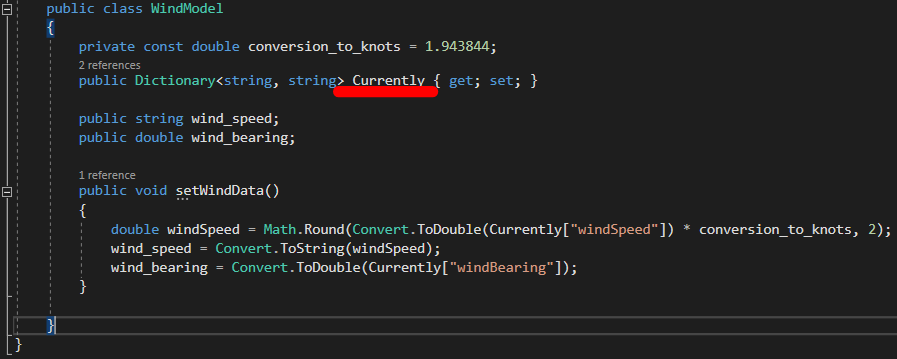 public class WindModel
{
private const double conversion_to_knots = 1.943844;
2 references
public Dictionary<string, string> Currently { get; set; }
public string wind_speed;
public double wind_bearing;
1 reference
public void setWindData()
{
double windSpeed = Math.Round(Convert.ToDouble(Currently["windSpeed"]) * conversion_to_knots, 2);
wind_speed = Convert.ToString(windSpeed);
wind_bearing = Convert.ToDouble(Currently["windBearing"]);
}
}
}